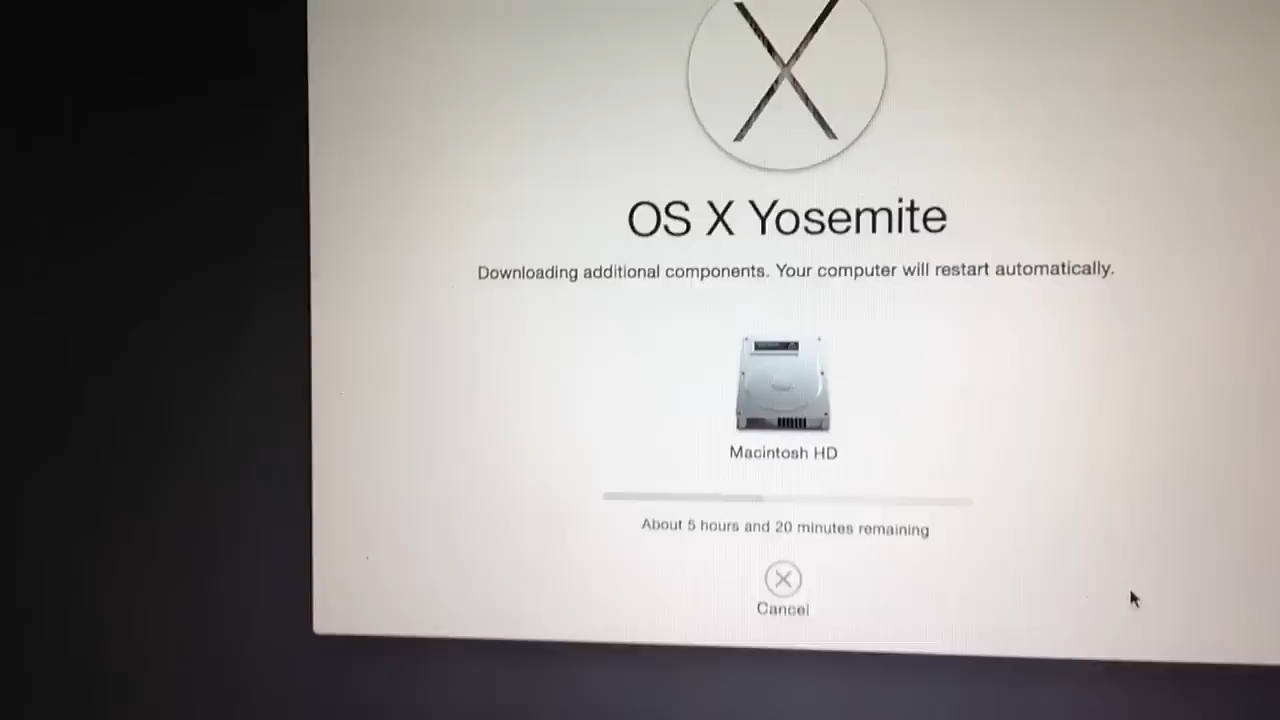 OS X Yosemite
Downloading additional components. Your computer will restart automatically.
Macintosh HD
About 5 hours and 20 minutes remaining
Cancel